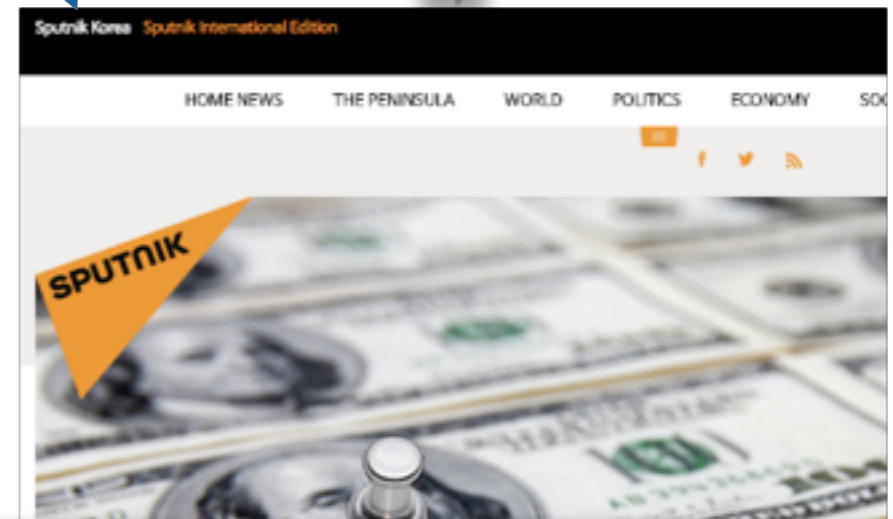 Sputnik Korea Sputnik International Edition
HOME NEWS THE PENINSULA WORLD POLITICS ECONOMY
SPUTNIK